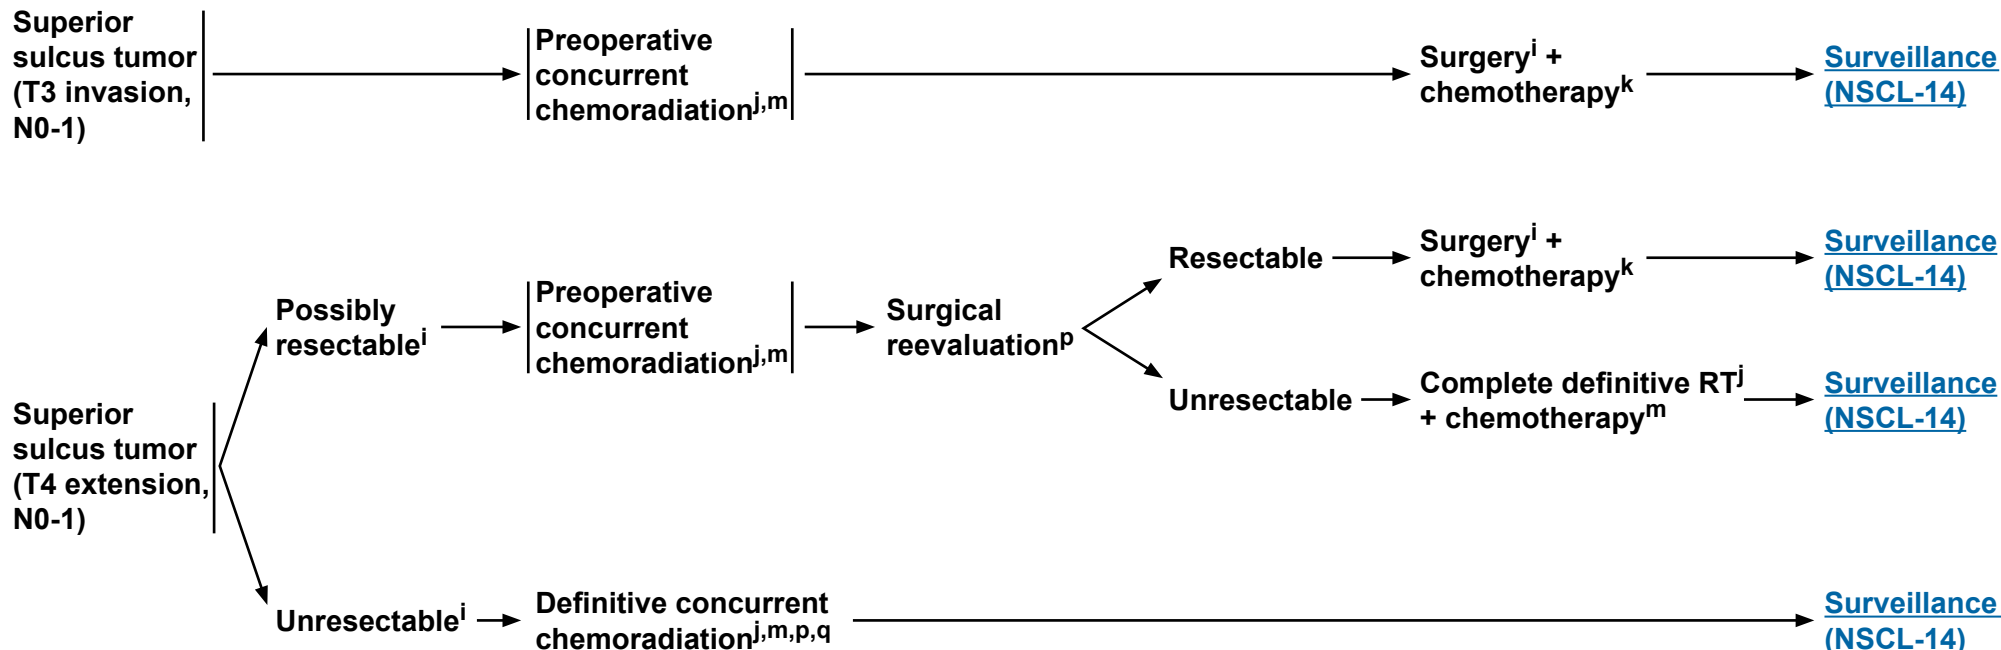 Superior
sulcus tumor
(T3 invasion,
N0-1)
Preoperative
concurrent
chemoradiationj,m
Surgeryi +
chemotherapyk
Surveillance
(NSCL-14)
Superior
sulcus tumor
(T4 extension,
N0-1)
Possibly
resectablei
Preoperative
concurrent
chemoradiationj,m
Surgical
reevaluationp
Resectable
Surgeryi +
chemotherapyk
Surveillance
(NSCL-14)
Unresectable
Complete definitive RTj
+ chemotherapym
Surveillance
(NSCL-14)
Unresectablei
Definitive concurrent
chemoradiationj,m,p,q
Surveillance
(NSCL-14)